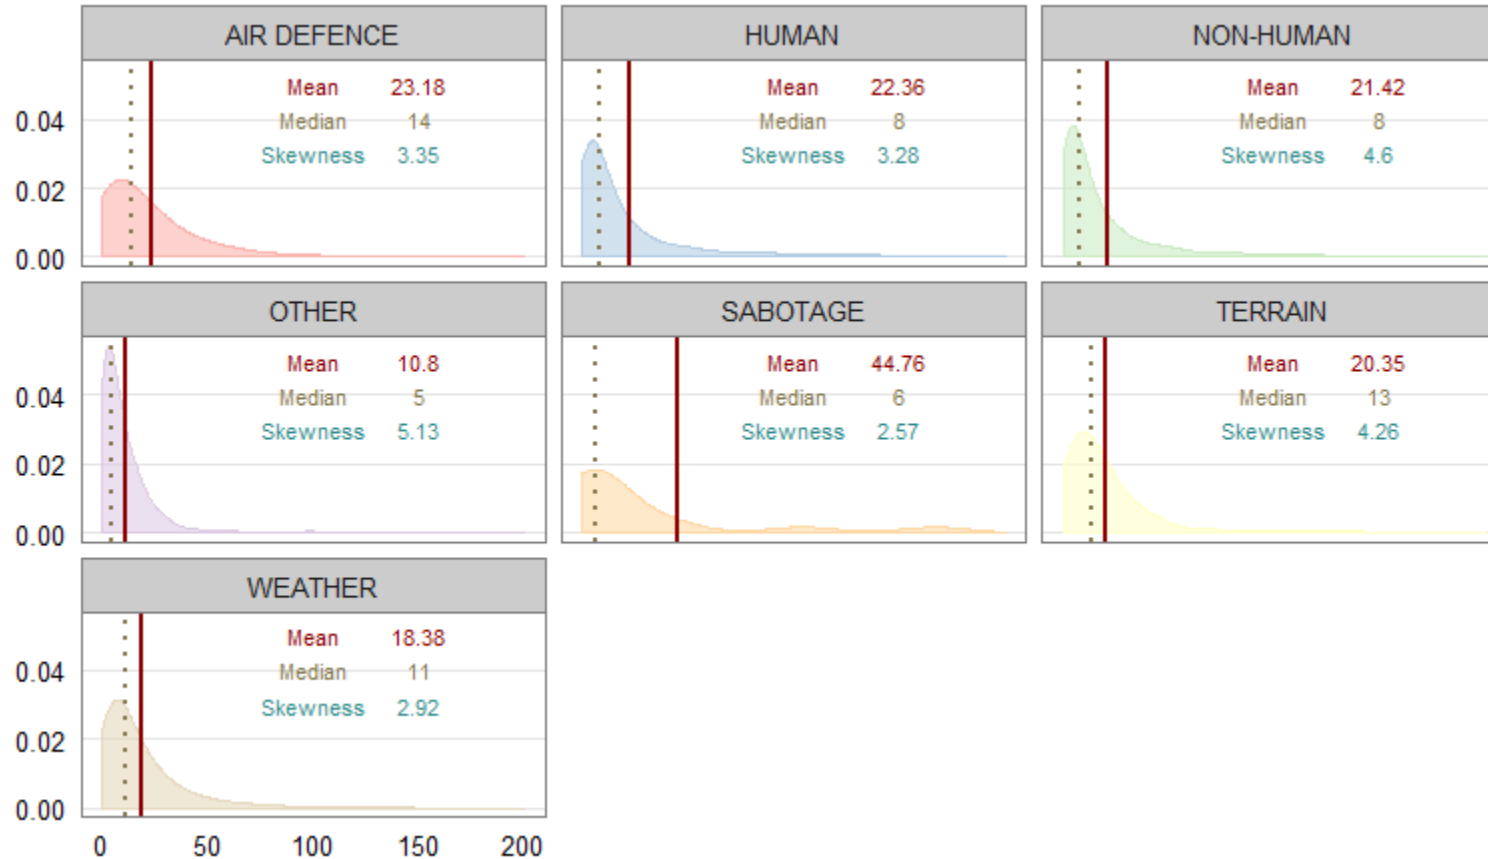 AIR DEFENCE HUMAN NON-HUMAN
Mean 23.18 Mean 22.36 Mean 21.42
0.04 Median 14 Median 8 Median 8
Skewness 3.35 Skewness 3.28 Skewness 4.6
0.02
0.00
OTHER SABOTAGE TERRAIN
Mean 10.8 Mean 44.76 Mean 20.35
0.04 Median 5 Median 6 Median 13
Skewness 5.13 Skewness 2.57 Skewness 4.26
0.02
0.00
WEATHER
Mean 18.38
0.04 Median 11
Skewness 2.92
0.02
0.00
0 50 100 150 200